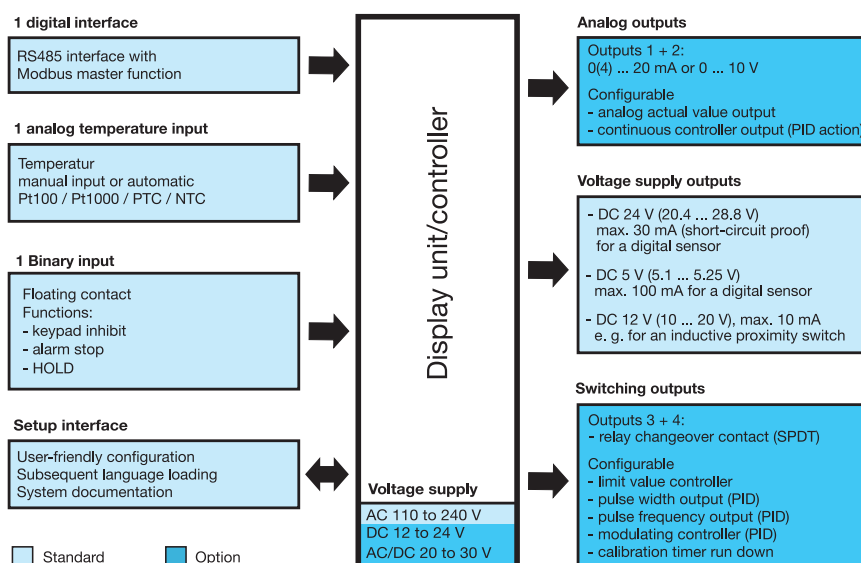 1 digital interface
RS485 interface with
Modbus master function
1 analog temperature input
Temperatur
manual input or automatic
Pt100 / Pt1000 / PTC / NTC
1 Binary input
Floating contact
Functions:
- keypad inhibit
- alarm stop
- HOLD
Setup interface
User-friendly configuration
Subsequent language loading
System documentation
Standard
Option
Display unit/controller
Voltage supply
AC 110 to 240 V
DC 12 to 24 V
AC/DC 20 to 30 V
Analog outputs
Outputs 1 + 2:
0(4) ... 20 mA or 0 ... 10 V
Configurable
- analog actual value output
- continuous controller output (PID action)
Voltage supply outputs
- DC 24 V (20.4 ... 28.8 V)
max. 30 mA (short-circuit proof)
for a digital sensor
- DC 5 V (5.1 ... 5.25 V)
max. 100 mA for a digital sensor
- DC 12 V (10 ... 20 V), max. 10 mA
e. g. for an inductive proximity switch
Switching outputs
Outputs 3 + 4:
- relay changeover contact (SPDT)
Configurable
- limit value controller
- pulse width output (PID)
- pulse frequency output (PID)
- modulating controller (PID)
- calibration timer run down